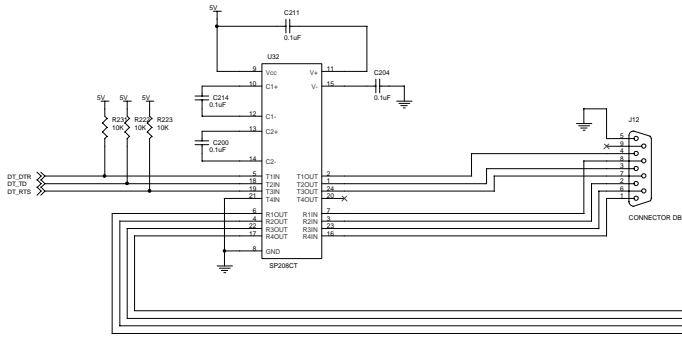 5V
C211
0.1uF
U32
9 Vcc V+ 11
10 C1+ V- 15
C204
0.1uF
C214
0.1uF
12 C1-
13 C2+
C200
0.1uF
14 C2-
5V 5V 5V
R231 R222 R223
10K 10K 10K
J12
5
9
4
8
3
7
2
6
1
CONNECTOR DB
DT_DTR
DT_TD
DT_RTS
5 T1IN T1OUT 2
18 T2IN T2OUT 1
19 T3IN T3OUT 24
21 T4IN T4OUT 20
6 R1OUT R1IN 7
4 R2OUT R2IN 3
22 R3OUT R3IN 23
17 R4OUT R4IN 16
8 GND
SP208CT